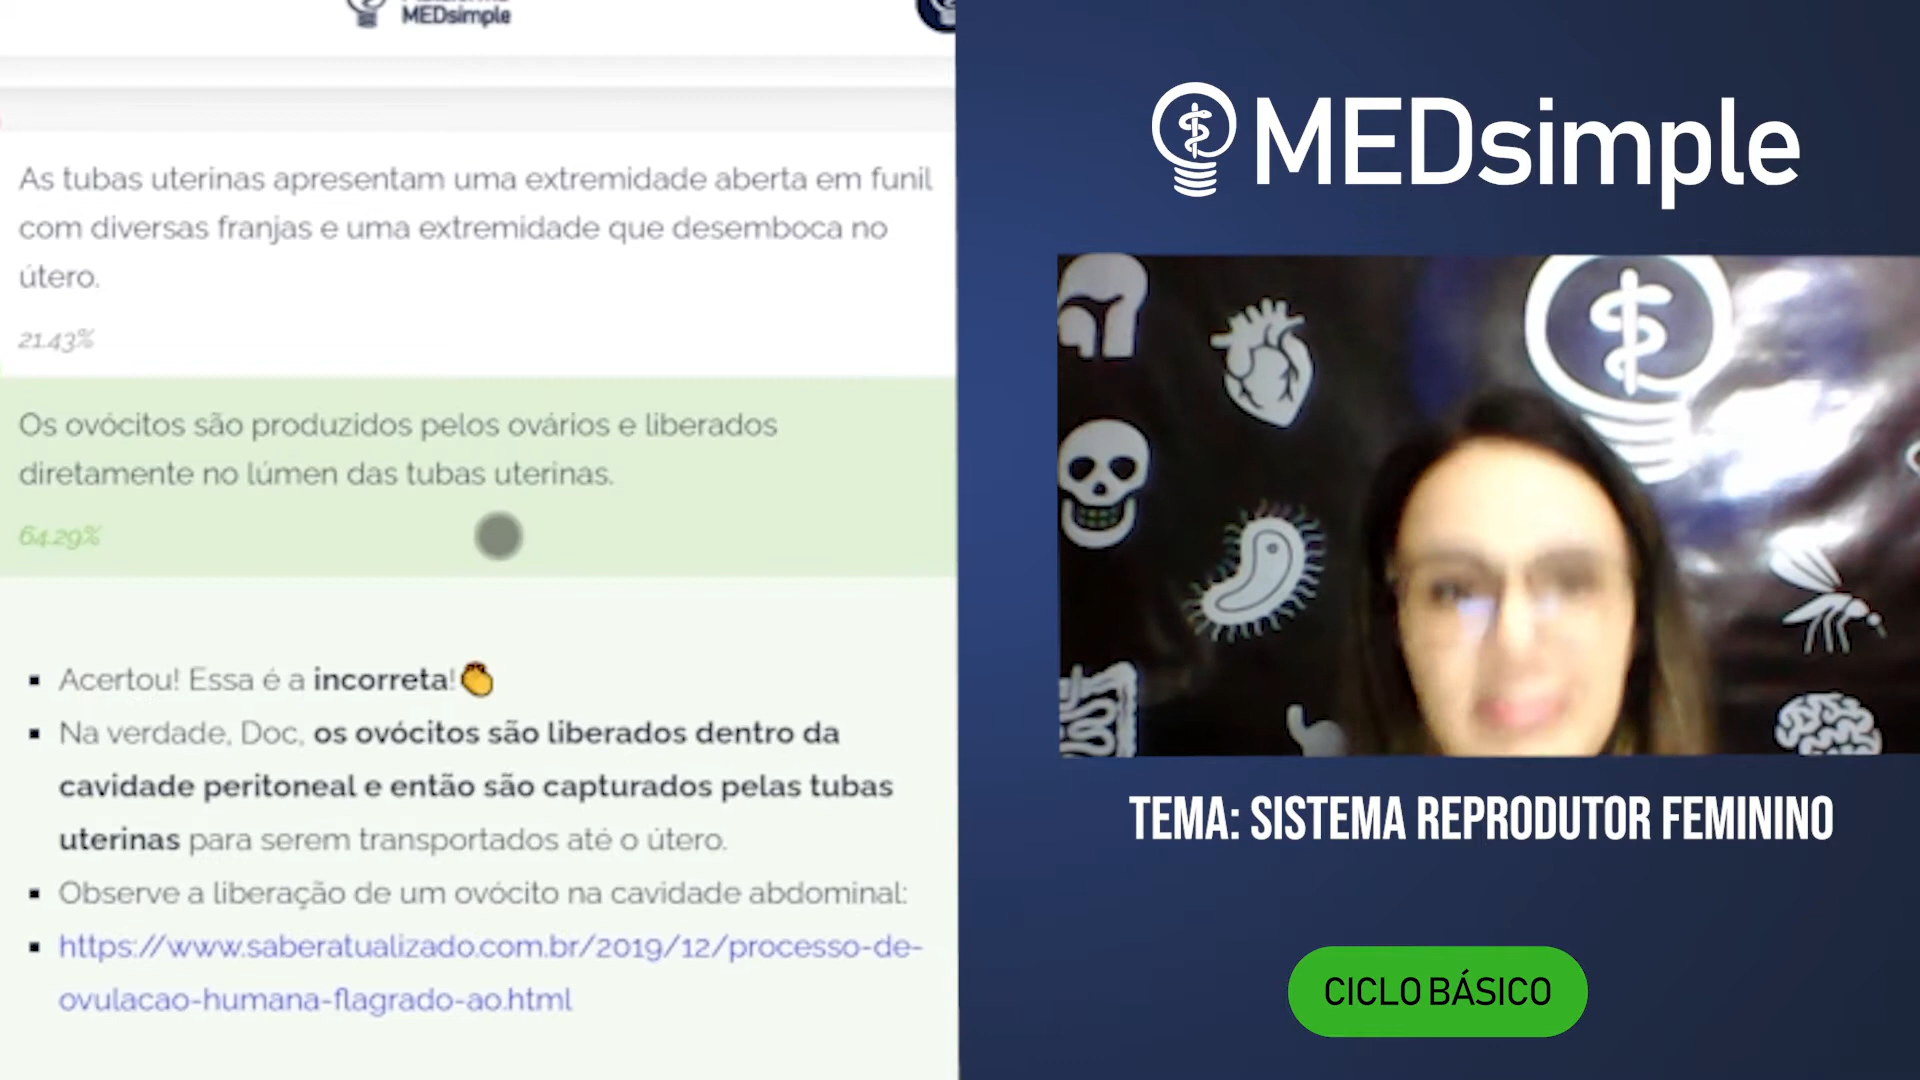 MEDsimple
As tubas uterinas apresentam uma extremidade aberta em funil
com diversas franjas e uma extremidade que desemboca no
útero.
21.43%
Os ovócitos são produzidos pelos ovários e liberados
diretamente no lúmen das tubas uterinas.
64.29%
Acertou! Essa é a incorreta!
Na verdade, Doc, os ovócitos são liberados dentro da
cavidade peritoneal e então são capturados pelas tubas
uterinas para serem transportados até o útero.
Observe a liberação de um ovócito na cavidade abdominal:
https://www.saberatualizado.com.br/2019/12/processo-de-
ovulacao-humana-flagrado-ao.html
MEDsimple
TEMA: SISTEMA REPRODUTOR FEMININO
CICLO BÁSICO